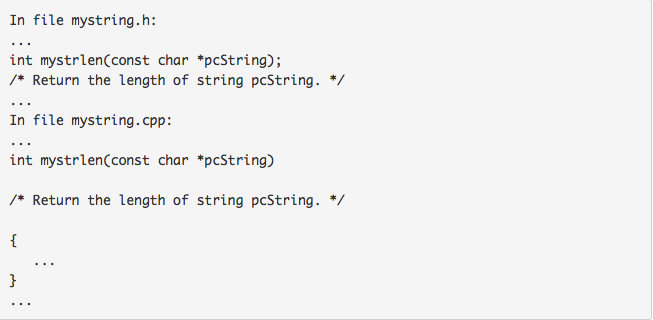 In file mystring.h:
...
int mystrlen(const char *pcString);
/* Return the length of string pcString. */
...
In file mystring.cpp:
...
int mystrlen(const char *pcString)
/* Return the length of string pcString. */
{
...
}
...